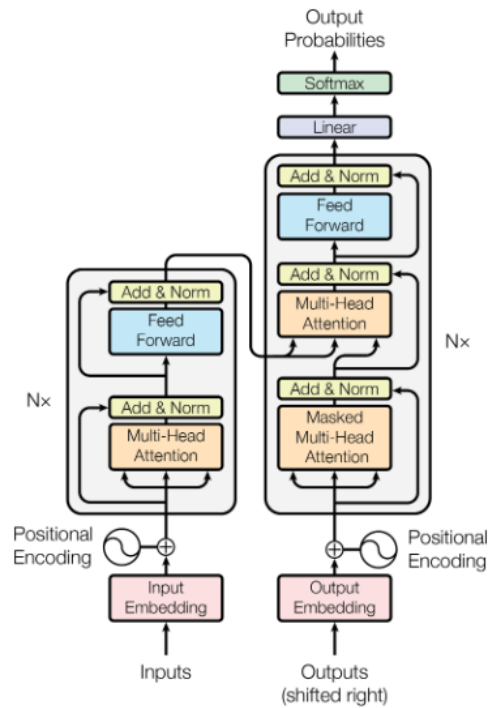 Output
Probabilities
Softmax
Linear
Add & Norm
Feed
Forward
Add & Norm
Multi-Head
Attention
Add & Norm
Masked
Multi-Head
Attention
N×
Add & Norm
Feed
Forward
Add & Norm
Multi-Head
Attention
N×
Positional
Encoding
Positional
Encoding
Input
Embedding
Output
Embedding
Inputs
Outputs
(shifted right)